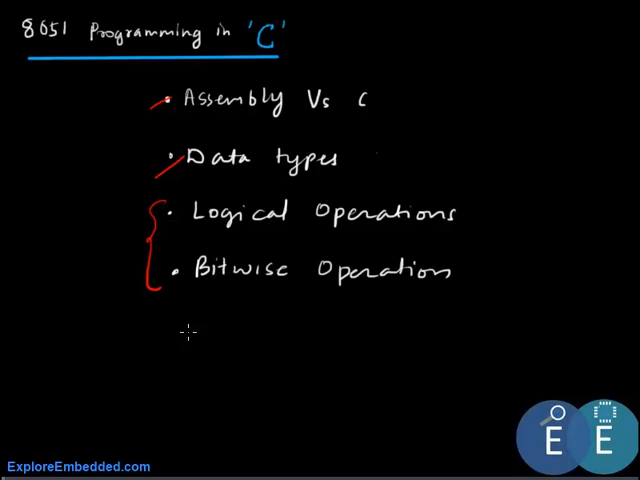 8051 Programming in 'C'
• Assembly Vs C
• Data types
• Logical Operations
• Bitwise Operation
E E
ExploreEmbedded.com